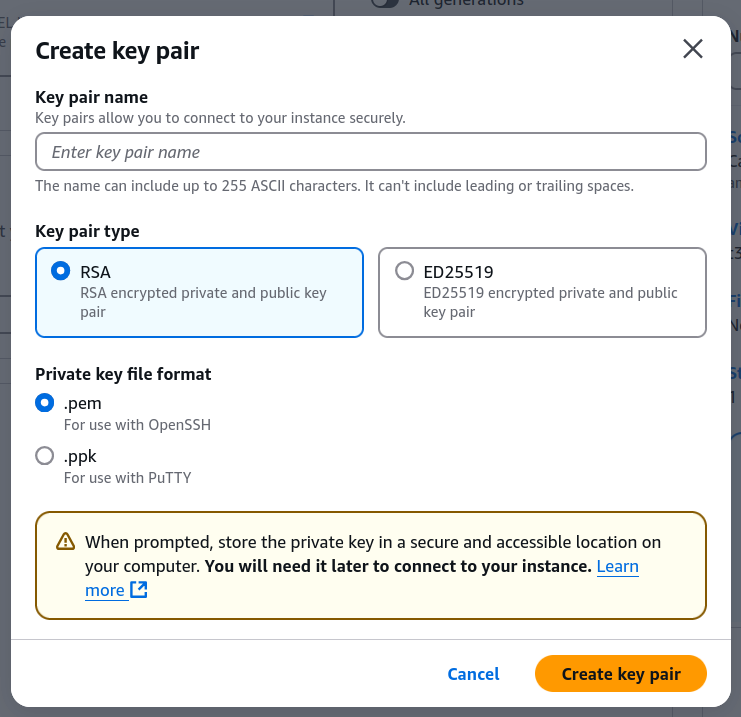 All generations
Create key pair
Key pair name
Key pairs allow you to connect to your instance securely.
Enter key pair name
The name can include up to 255 ASCII characters. It can't include leading or trailing spaces.
Key pair type
RSA
RSA encrypted private and public key
pair
ED25519
ED25519 encrypted private and public
key pair
Private key file format
.pem
For use with OpenSSH
.ppk
For use with PuTTY
When prompted, store the private key in a secure and accessible location on
your computer. You will need it later to connect to your instance. Learn
more
Cancel
Create key pair